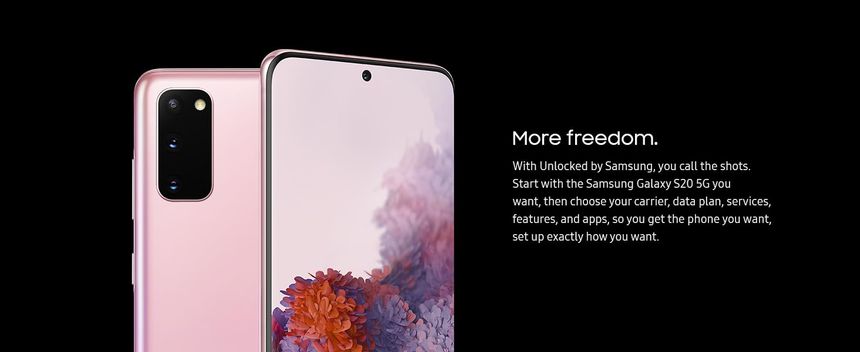 More freedom.
With Unlocked by Samsung, you call the shots.
Start with the Samsung Galaxy S20 5G you
want, then choose your carrier, data plan, services,
features, and apps, so you get the phone you want,
set up exactly how you want.